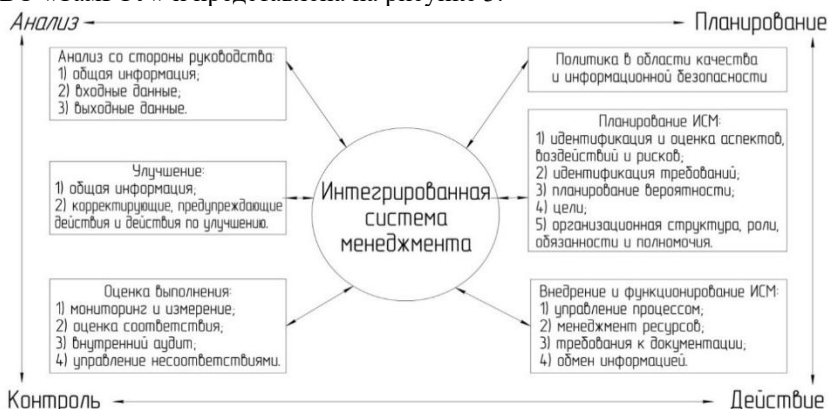 и представлена на рисунке 3.
Анализ
Планирование
Анализ со стороны руководства:
1) общая информация;
2) входные данные;
3) выходные данные.
Политика в области качества
и информационной безопасности
Планирование ИСМ:
1) идентификация и оценка аспектов,
воздействий и рисков;
2) идентификация требований;
3) планирование вероятности;
4) цели;
5) организационная структура, роли,
обязанности и полномочия.
Улучшение:
1) общая информация;
2) корректирующие, предупреждающие
действия и действия по улучшению.
Интегрированная
система
менеджмента
Оценка выполнения:
1) мониторинг и измерение;
2) оценка соответствия;
3) внутренний аудит;
4) управление несоответствиями.
Внедрение и функционирование ИСМ:
1) управление процессом;
2) менеджмент ресурсов;
3) требования к документации;
4) обмен информацией.
Контроль
Действие